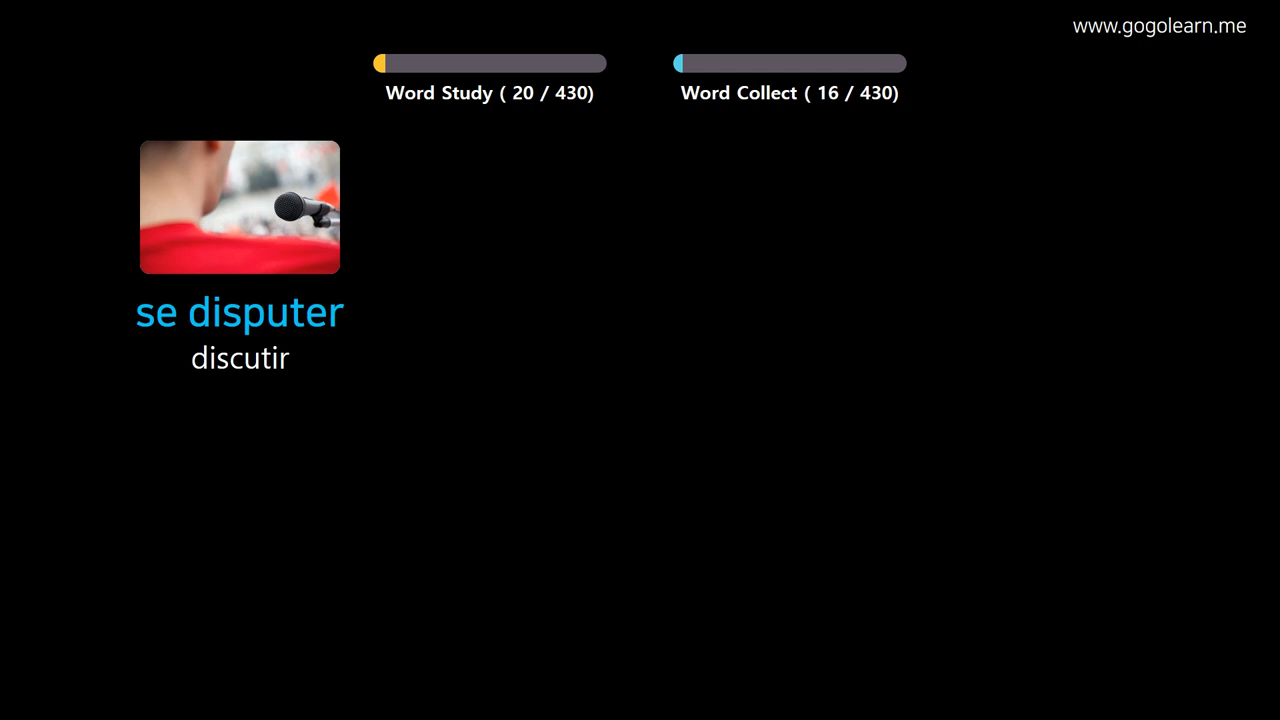 www.gogolearn.me
Word Study ( 20 / 430)
Word Collect ( 16 / 430)
se disputer
discutir